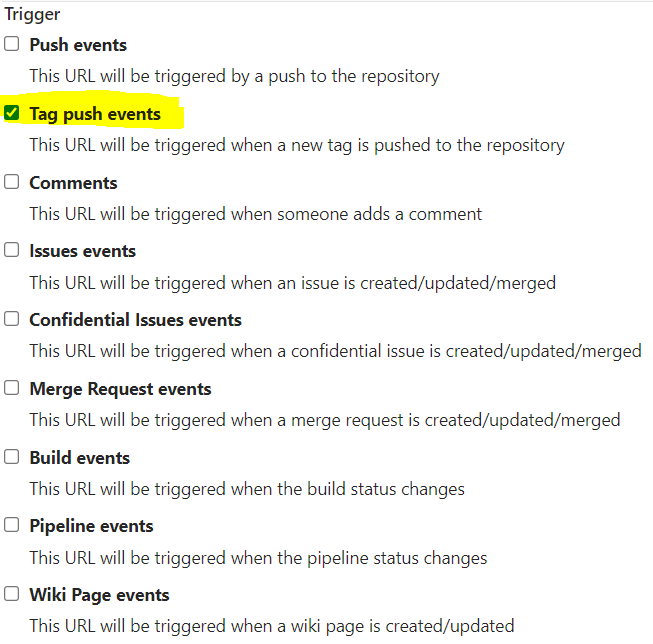 Trigger
Push events
This URL will be triggered by a push to the repository
Tag push events
This URL will be triggered when a new tag is pushed to the repository
Comments
This URL will be triggered when someone adds a comment
Issues events
This URL will be triggered when an issue is created/updated/merged
Confidential Issues events
This URL will be triggered when a confidential issue is created/updated/merged
Merge Request events
This URL will be triggered when a merge request is created/updated/merged
Build events
This URL will be triggered when the build status changes
Pipeline events
This URL will be triggered when the pipeline status changes
Wiki Page events
This URL will be triggered when a wiki page is created/updated